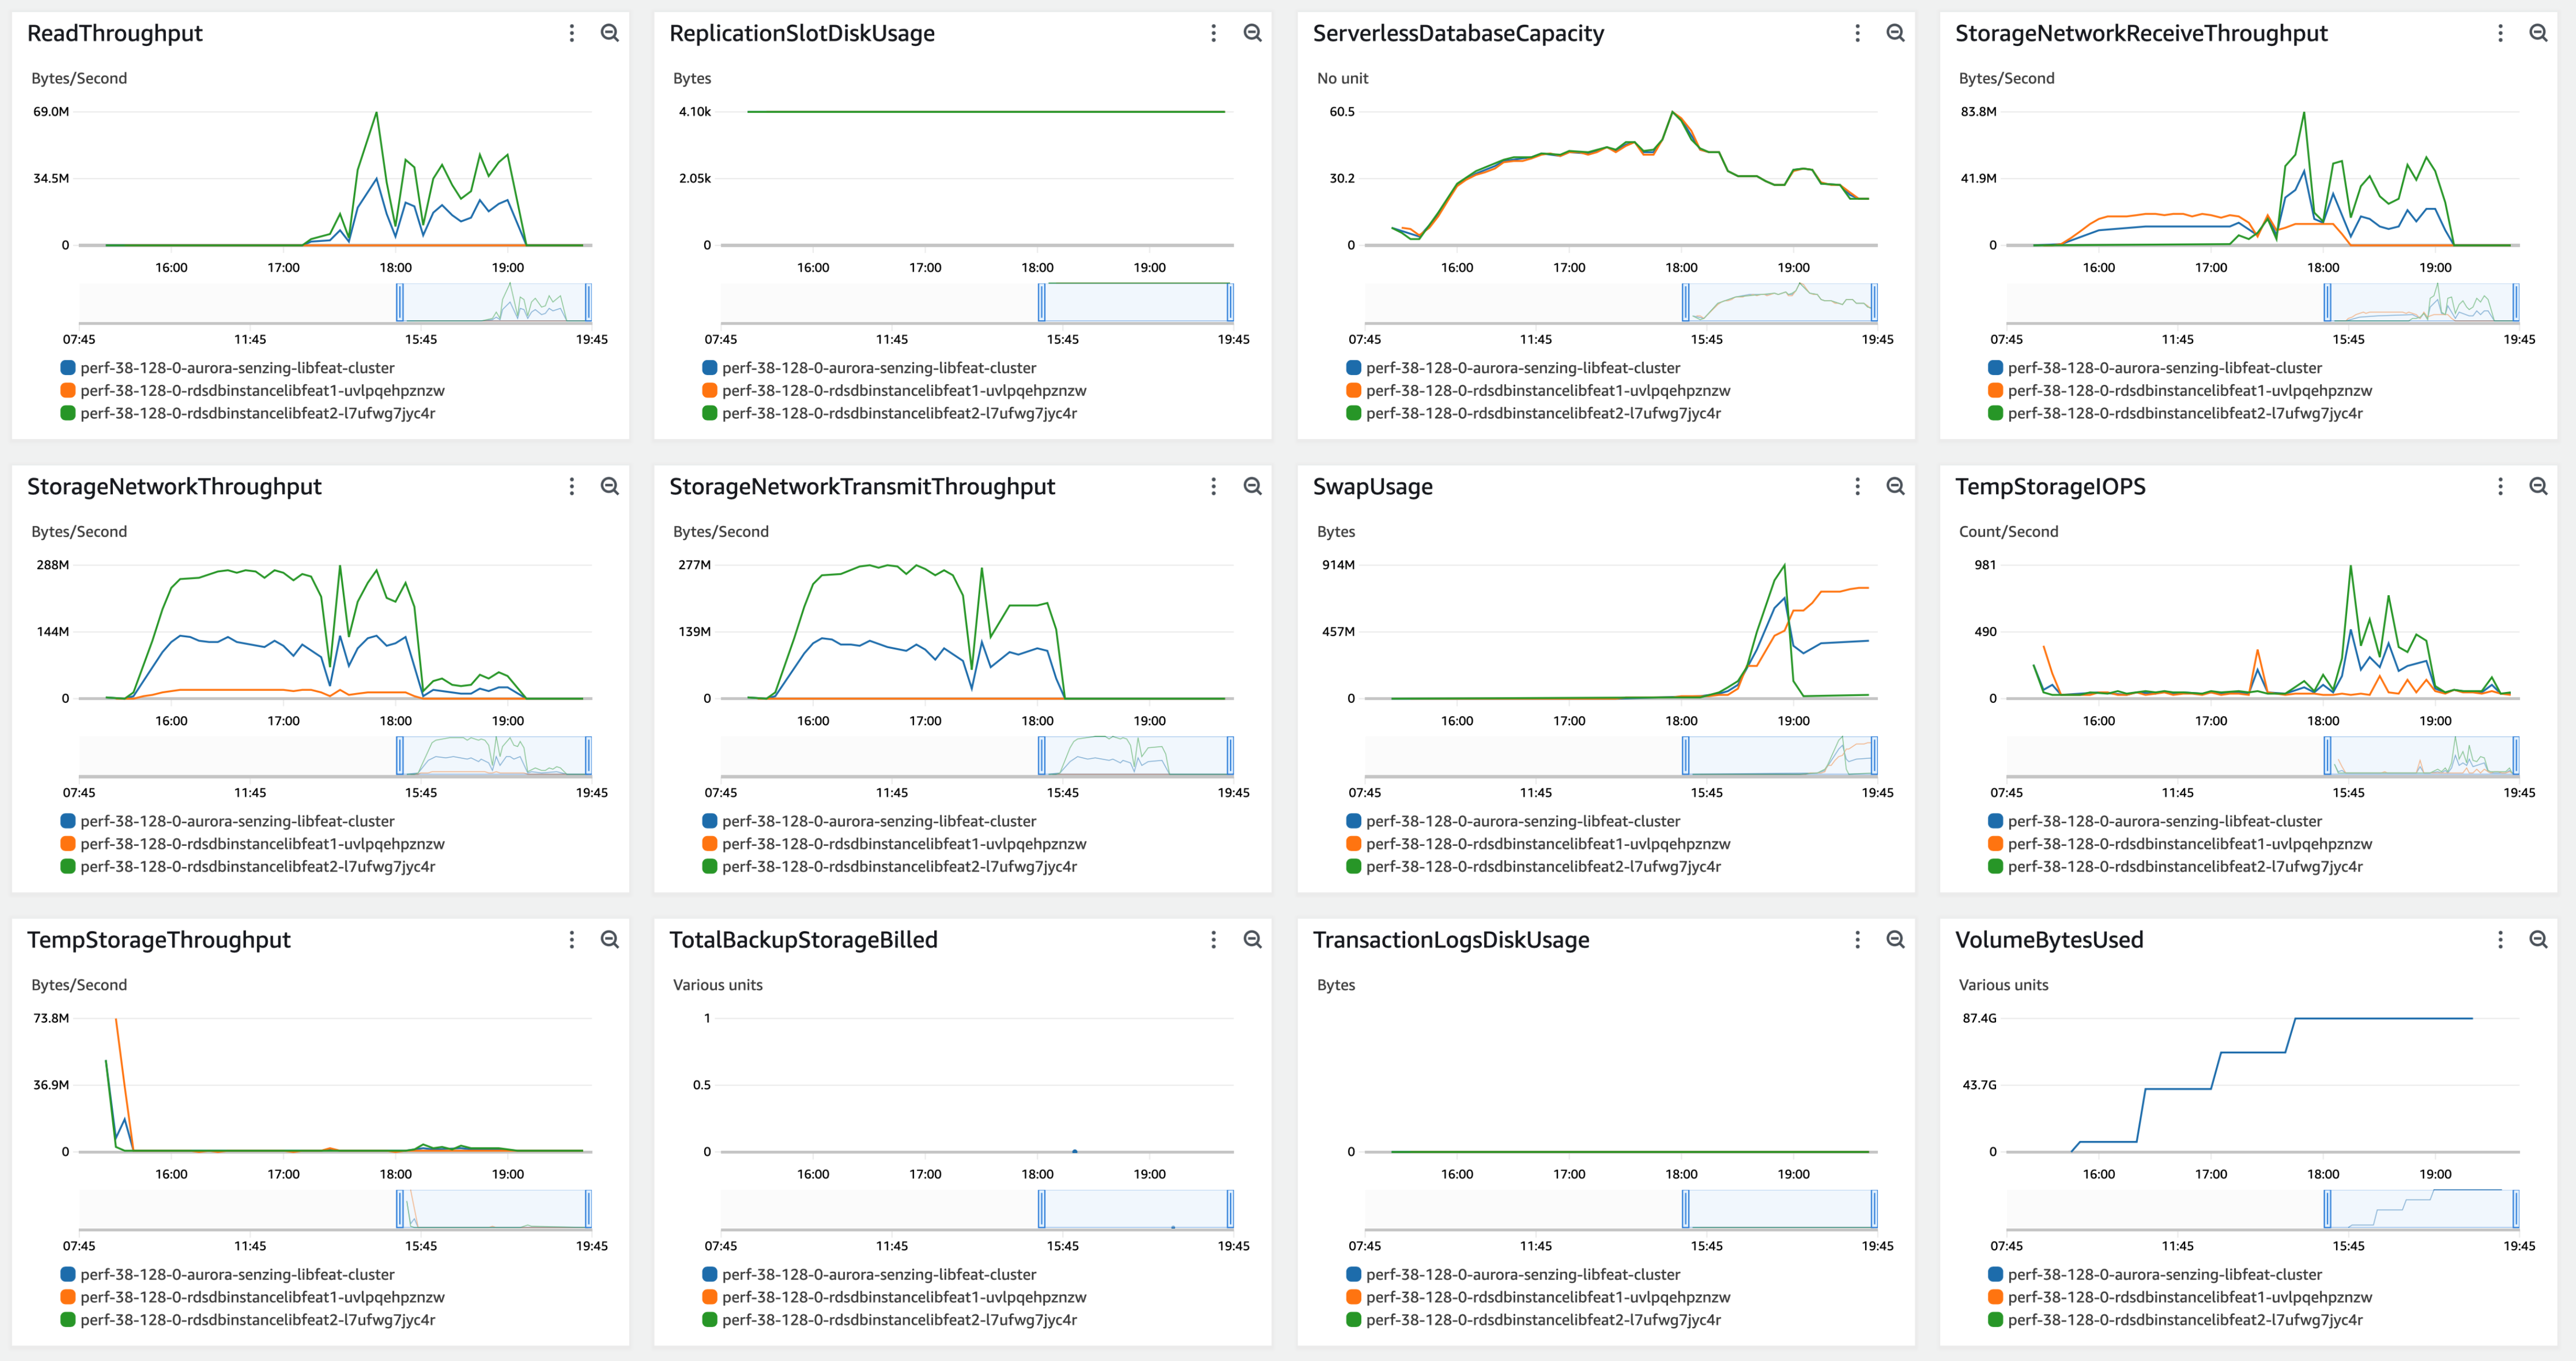 ReadThroughput
Bytes/Second
69.0M
34.5M
0
16:00 17:00 18:00 19:00
07:45 11:45 15:45 19:45
perf-38-128-0-aurora-senzing-libfeat-cluster
perf-38-128-0-rdsdbinstancelibfeat1-uvlpqehpznzw
perf-38-128-0-rdsdbinstancelibfeat2-l7ufwg7jyc4r
ReplicationSlotDiskUsage
Bytes
4.10k
2.05k
0
16:00 17:00 18:00 19:00
07:45 11:45 15:45 19:45
perf-38-128-0-aurora-senzing-libfeat-cluster
perf-38-128-0-rdsdbinstancelibfeat1-uvlpqehpznzw
perf-38-128-0-rdsdbinstancelibfeat2-l7ufwg7jyc4r
ServerlessDatabaseCapacity
No unit
60.5
30.2
0
16:00 17:00 18:00 19:00
07:45 11:45 15:45 19:45
perf-38-128-0-aurora-senzing-libfeat-cluster
perf-38-128-0-rdsdbinstancelibfeat1-uvlpqehpznzw
perf-38-128-0-rdsdbinstancelibfeat2-l7ufwg7jyc4r
StorageNetworkReceiveThroughput
Bytes/Second
83.8M
41.9M
0
16:00 17:00 18:00 19:00
07:45 11:45 15:45 19:45
perf-38-128-0-aurora-senzing-libfeat-cluster
perf-38-128-0-rdsdbinstancelibfeat1-uvlpqehpznzw
perf-38-128-0-rdsdbinstancelibfeat2-l7ufwg7jyc4r
StorageNetworkThroughput
Bytes/Second
288M
144M
0
16:00 17:00 18:00 19:00
07:45 11:45 15:45 19:45
perf-38-128-0-aurora-senzing-libfeat-cluster
perf-38-128-0-rdsdbinstancelibfeat1-uvlpqehpznzw
perf-38-128-0-rdsdbinstancelibfeat2-l7ufwg7jyc4r
StorageNetworkTransmitThroughput
Bytes/Second
277M
139M
0
16:00 17:00 18:00 19:00
07:45 11:45 15:45 19:45
perf-38-128-0-aurora-senzing-libfeat-cluster
perf-38-128-0-rdsdbinstancelibfeat1-uvlpqehpznzw
perf-38-128-0-rdsdbinstancelibfeat2-l7ufwg7jyc4r
SwapUsage
Bytes
914M
457M
0
16:00 17:00 18:00 19:00
07:45 11:45 15:45 19:45
perf-38-128-0-aurora-senzing-libfeat-cluster
perf-38-128-0-rdsdbinstancelibfeat1-uvlpqehpznzw
perf-38-128-0-rdsdbinstancelibfeat2-l7ufwg7jyc4r
TempStorageIOPS
Count/Second
981
490
0
16:00 17:00 18:00 19:00
07:45 11:45 15:45 19:45
perf-38-128-0-aurora-senzing-libfeat-cluster
perf-38-128-0-rdsdbinstancelibfeat1-uvlpqehpznzw
perf-38-128-0-rdsdbinstancelibfeat2-l7ufwg7jyc4r
TempStorageThroughput
Bytes/Second
73.8M
36.9M
0
16:00 17:00 18:00 19:00
07:45 11:45 15:45 19:45
perf-38-128-0-aurora-senzing-libfeat-cluster
perf-38-128-0-rdsdbinstancelibfeat1-uvlpqehpznzw
perf-38-128-0-rdsdbinstancelibfeat2-l7ufwg7jyc4r
TotalBackupStorageBilled
Various units
1
0.5
0
16:00 17:00 18:00 19:00
07:45 11:45 15:45 19:45
perf-38-128-0-aurora-senzing-libfeat-cluster
perf-38-128-0-rdsdbinstancelibfeat1-uvlpqehpznzw
perf-38-128-0-rdsdbinstancelibfeat2-l7ufwg7jyc4r
TransactionLogsDiskUsage
Bytes
0
16:00 17:00 18:00 19:00
07:45 11:45 15:45 19:45
perf-38-128-0-aurora-senzing-libfeat-cluster
perf-38-128-0-rdsdbinstancelibfeat1-uvlpqehpznzw
perf-38-128-0-rdsdbinstancelibfeat2-l7ufwg7jyc4r
VolumeBytesUsed
Various units
87.4G
43.7G
0
16:00 17:00 18:00 19:00
07:45 11:45 15:45 19:45
perf-38-128-0-aurora-senzing-libfeat-cluster
perf-38-128-0-rdsdbinstancelibfeat1-uvlpqehpznzw
perf-38-128-0-rdsdbinstancelibfeat2-l7ufwg7jyc4r